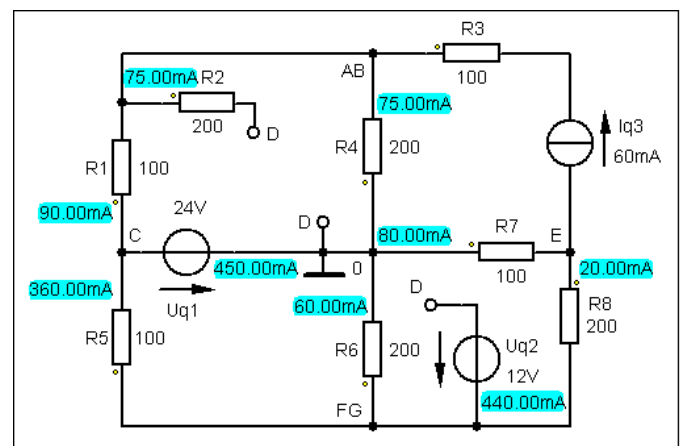 R3
AB
75.00mA R2
100
75.00mA
200
D
Iq3
R4
200
60mA
R1
100
90.00mA
24V
D
80.00mA
R7
C
E
450.00mA
0
100
20.00mA
360.00mA
Uq1
60.00mA
D
R8
200
R5
100
R6
200
Uq2
12V
440.00mA
FG